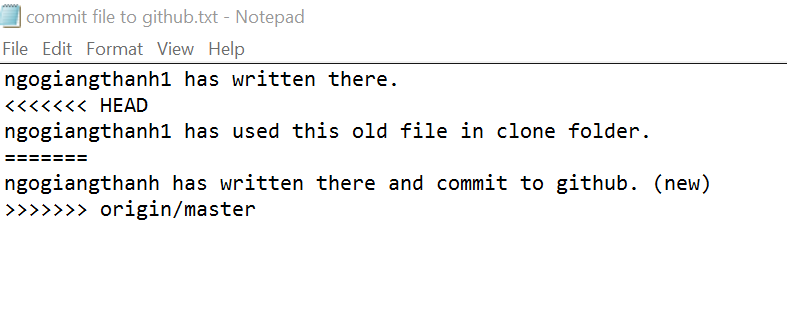 commit file to github.txt - Notepad
File Edit Format View Help
ngogiangthanh1 has written there.
<<<<<<< HEAD
ngogiangthanh1 has used this old file in clone folder.
=======
ngogiangthanh has written there and commit to github. (new)
>>>>>>> origin/master